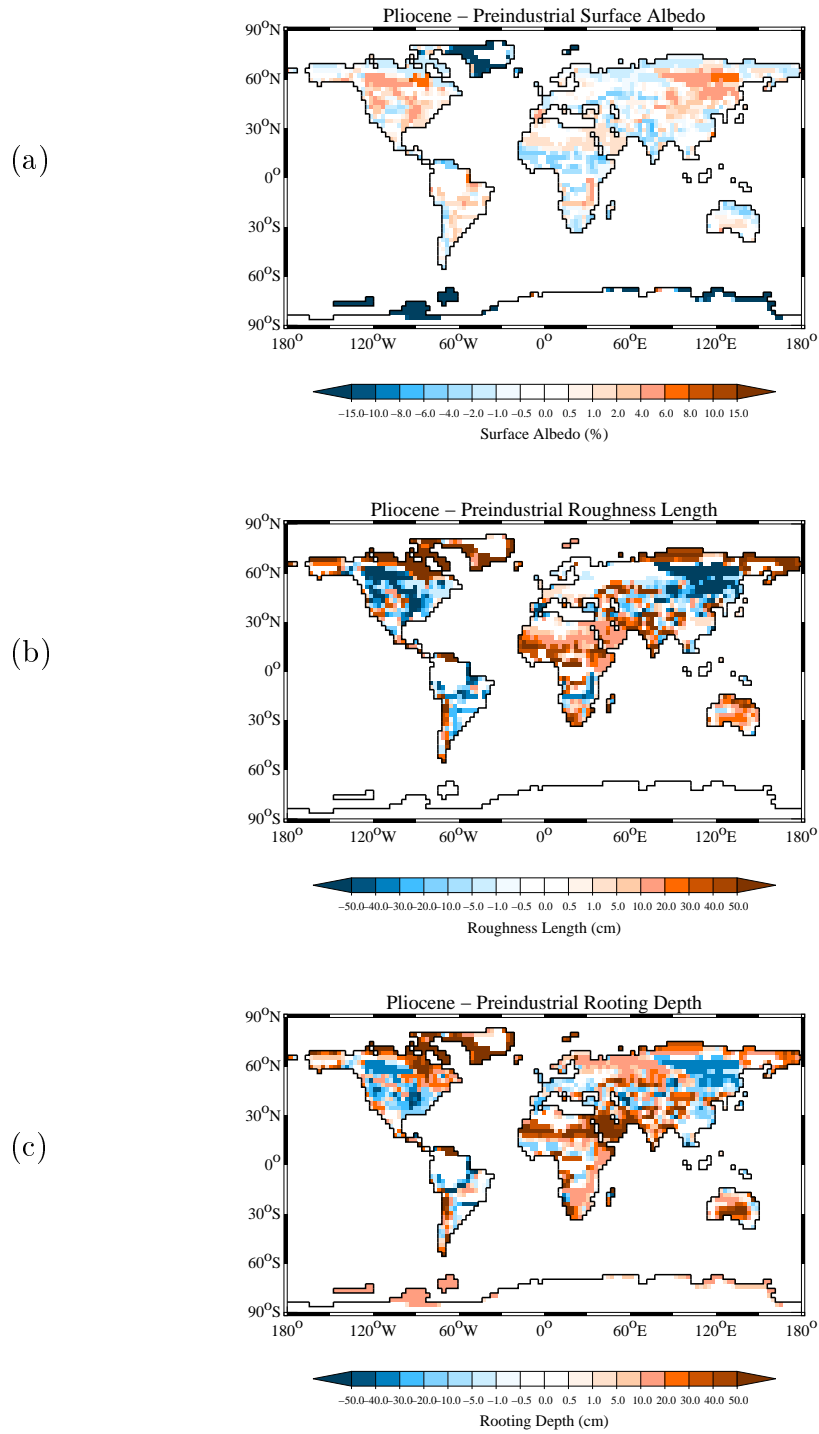 Pliocene – Preindustrial Surface Albedo
90°N
60°N
30°N
0°
30°S
60°S
90°S
180° 120°W 60°W 0° 60°E 120°E 180°
(a)
−15.0 −10.0 −8.0 −6.0 −4.0 −2.0 −1.0 −0.5 0.0 0.5 1.0 2.0 4.0 6.0 8.0 10.0 15.0
Surface Albedo (%)
Pliocene – Preindustrial Roughness Length
90°N
60°N
30°N
0°
30°S
60°S
90°S
180° 120°W 60°W 0° 60°E 120°E 180°
(b)
−50.0 −40.0 −30.0 −20.0 −10.0 −5.0 −1.0 −0.5 0.0 0.5 1.0 5.0 10.0 20.0 30.0 40.0 50.0
Roughness Length (cm)
Pliocene – Preindustrial Rooting Depth
90°N
60°N
30°N
0°
30°S
60°S
90°S
180° 120°W 60°W 0° 60°E 120°E 180°
(c)
−50.0 −40.0 −30.0 −20.0 −10.0 −5.0 −1.0 −0.5 0.0 0.5 1.0 5.0 10.0 20.0 30.0 40.0 50.0
Rooting Depth (cm)